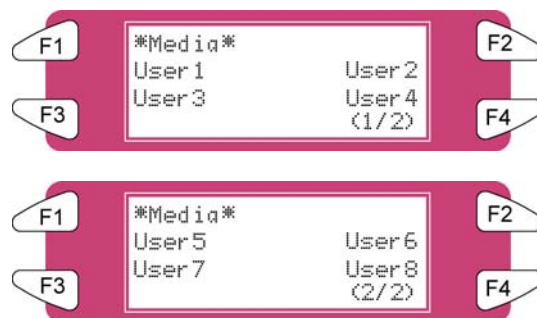 F1 *Media* F2
User1 User2
User3 User4
F3 (1/2) F4
F1 *Media* F2
User5 User6
User7 User8
F3 (2/2) F4